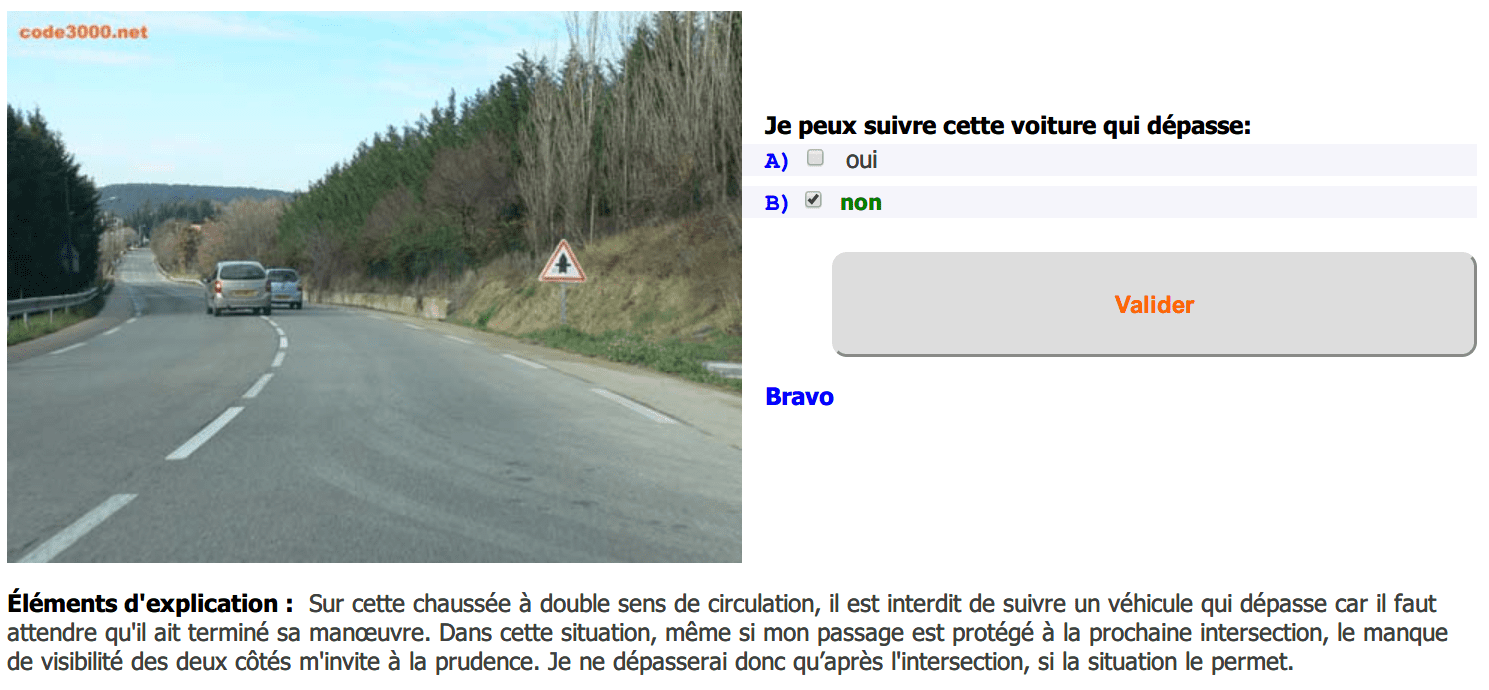 code3000.net
Je peux suivre cette voiture qui dépasse:
A) oui
B) non
Valider
Bravo
Éléments d'explication : Sur cette chaussée à double sens de circulation, il est interdit de suivre un véhicule qui dépasse car il faut
attendre qu'il ait terminé sa manœuvre. Dans cette situation, même si mon passage est protégé à la prochaine intersection, le manque
de visibilité des deux côtés m'invite à la prudence. Je ne dépasserai donc qu’après l'intersection, si la situation le permet.